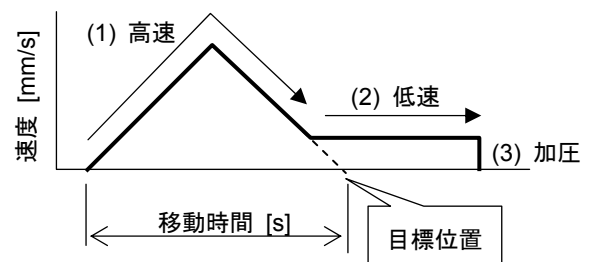 (1) 高速
(2) 低速
(3) 加圧
速度 [mm/s]
移動時間 [s]
目標位置